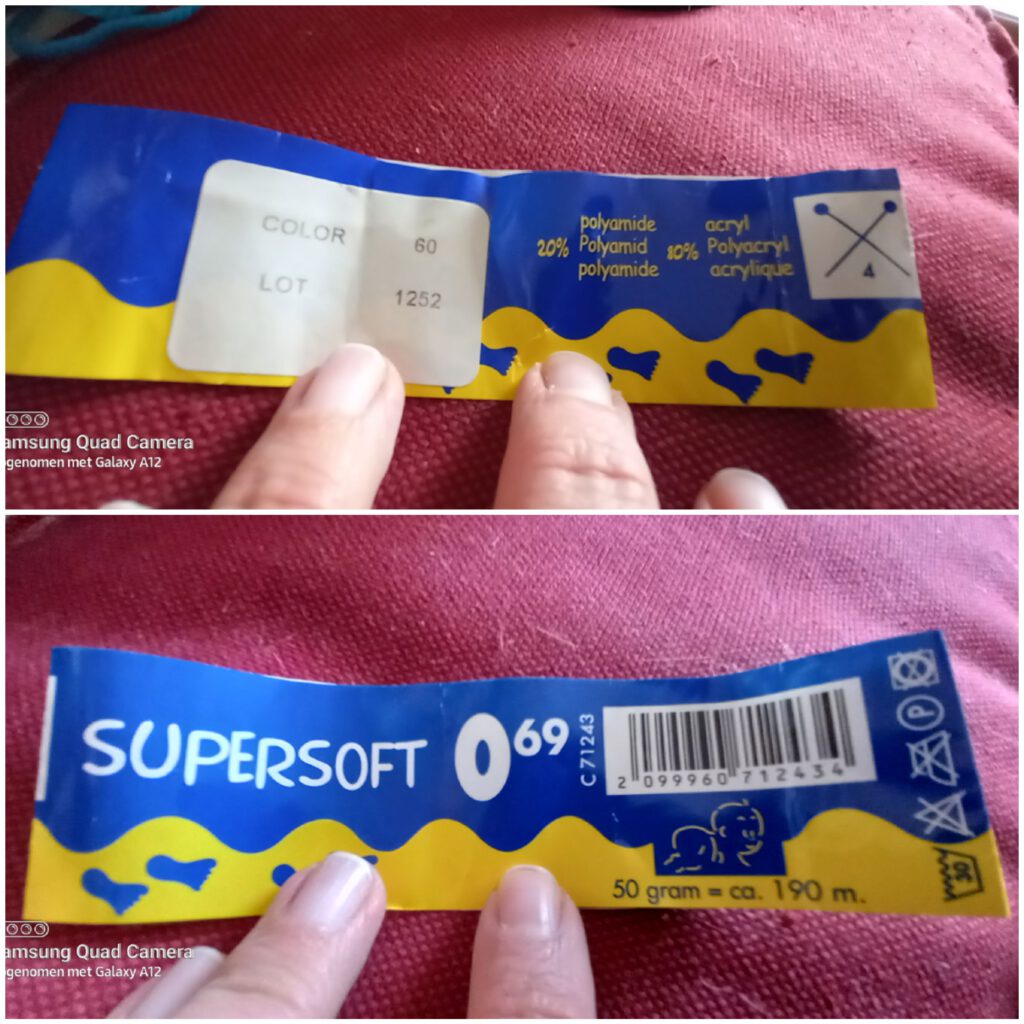 COLOR 60
LOT 1252
20% polyamide Polyamid polyamide
80% acryl Polyacryl acrylique
4
amsung Quad Camera
genomen met Galaxy A12
SUPERSOFT 0 69
C 71243
2 099960 712434
P
30
50 gram = ca. 190 m.
amsung Quad Camera
genomen met Galaxy A12